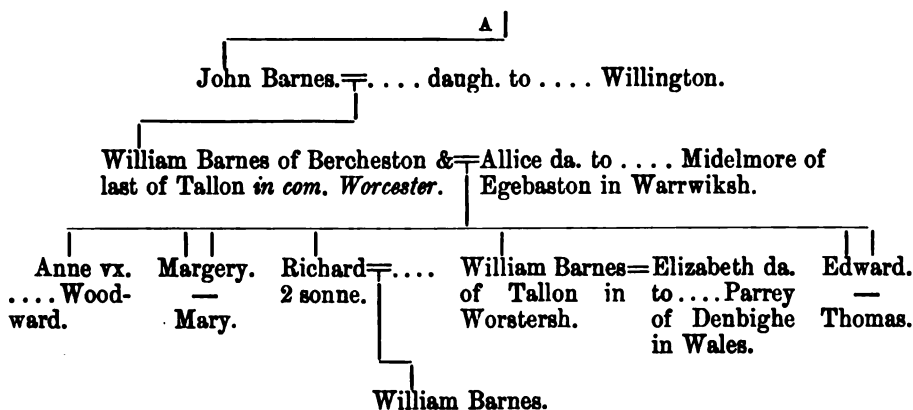 A
John Barnes.=. . . . daugh. to . . . . Willington.
William Barnes of Bercheston &=Allice da. to . . . . Midelmore of
last of Tallon in com. Worcester. Egebaston in Warrwiksh.
Anne vx. Margery. Richard=. . . . William Barnes=Elizabeth da. Edward.
. . . . Wood- — 2 sonne. of Tallon in to . . . . Parrey —
ward. Mary. Worstersh. of Denbighe Thomas.
in Wales.
William Barnes.